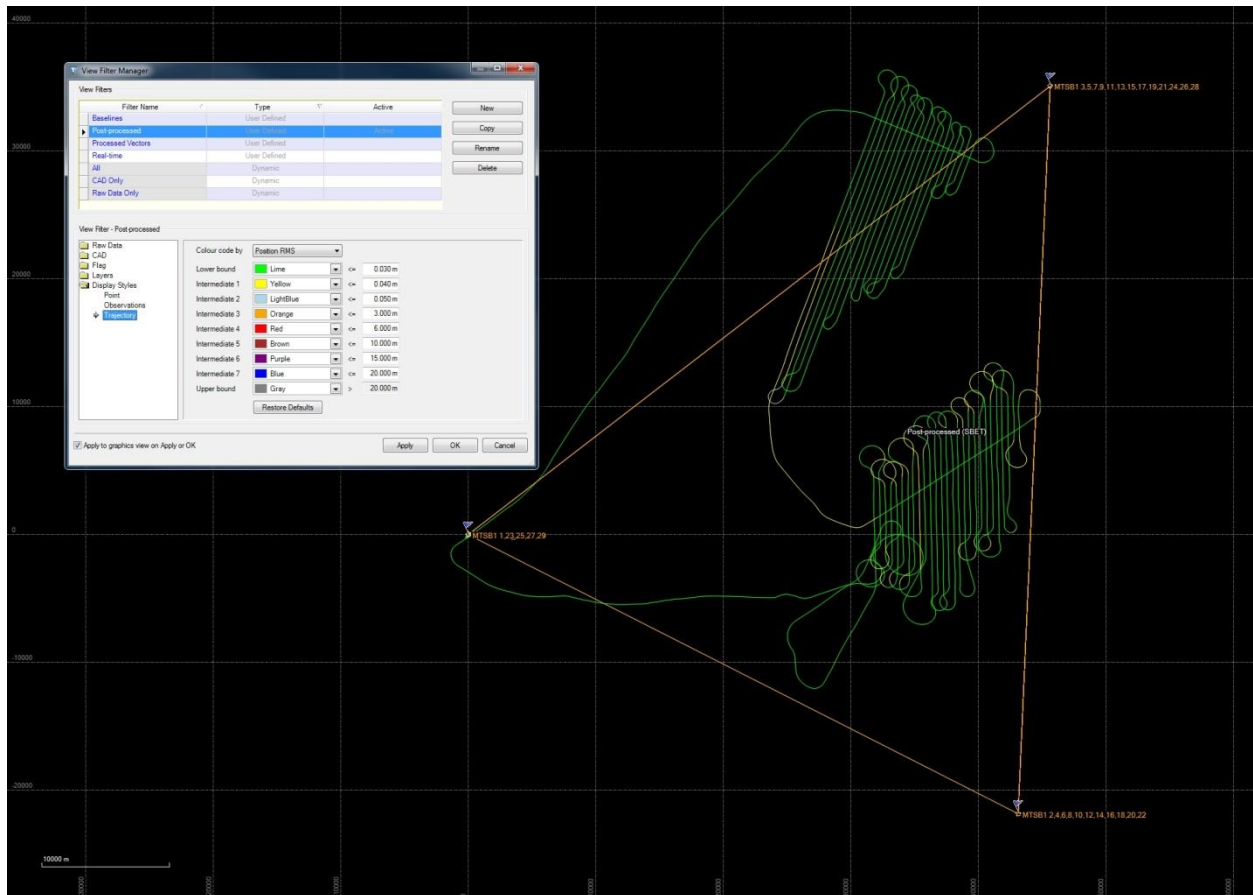 40000
30000
20000
10000
0
-10000
-20000
View Filter Manager
View Filters
Filter Name Type Active
Baselines User Defined
Post-processed User Defined Active
Processed Vectors User Defined
Real-time User Defined
All Dynamic
CAD Only Dynamic
Raw Data Only Dynamic
New
Copy
Rename
Delete
View Filter - Post-processed
Raw Data
CAD
Flag
Layers
Display Styles
Point
Observations
Trajectory
Colour code by Position RMS
Lower bound Lime <= 0.030 m
Intermediate 1 Yellow <= 0.040 m
Intermediate 2 LightBlue <= 0.050 m
Intermediate 3 Orange <= 3.000 m
Intermediate 4 Red <= 6.000 m
Intermediate 5 Brown <= 10.000 m
Intermediate 6 Purple <= 15.000 m
Intermediate 7 Blue <= 20.000 m
Upper bound Gray > 20.000 m
Restore Defaults
Apply to graphics view on Apply or OK
Apply OK Cancel
MTSB1 3,5,7,9,11,13,15,17,19,21,24,26,28
Post-processed (SBET)
MTSB1 1,23,25,27,29
MTSB1 2,4,6,8,10,12,14,16,18,20,22
10000 m